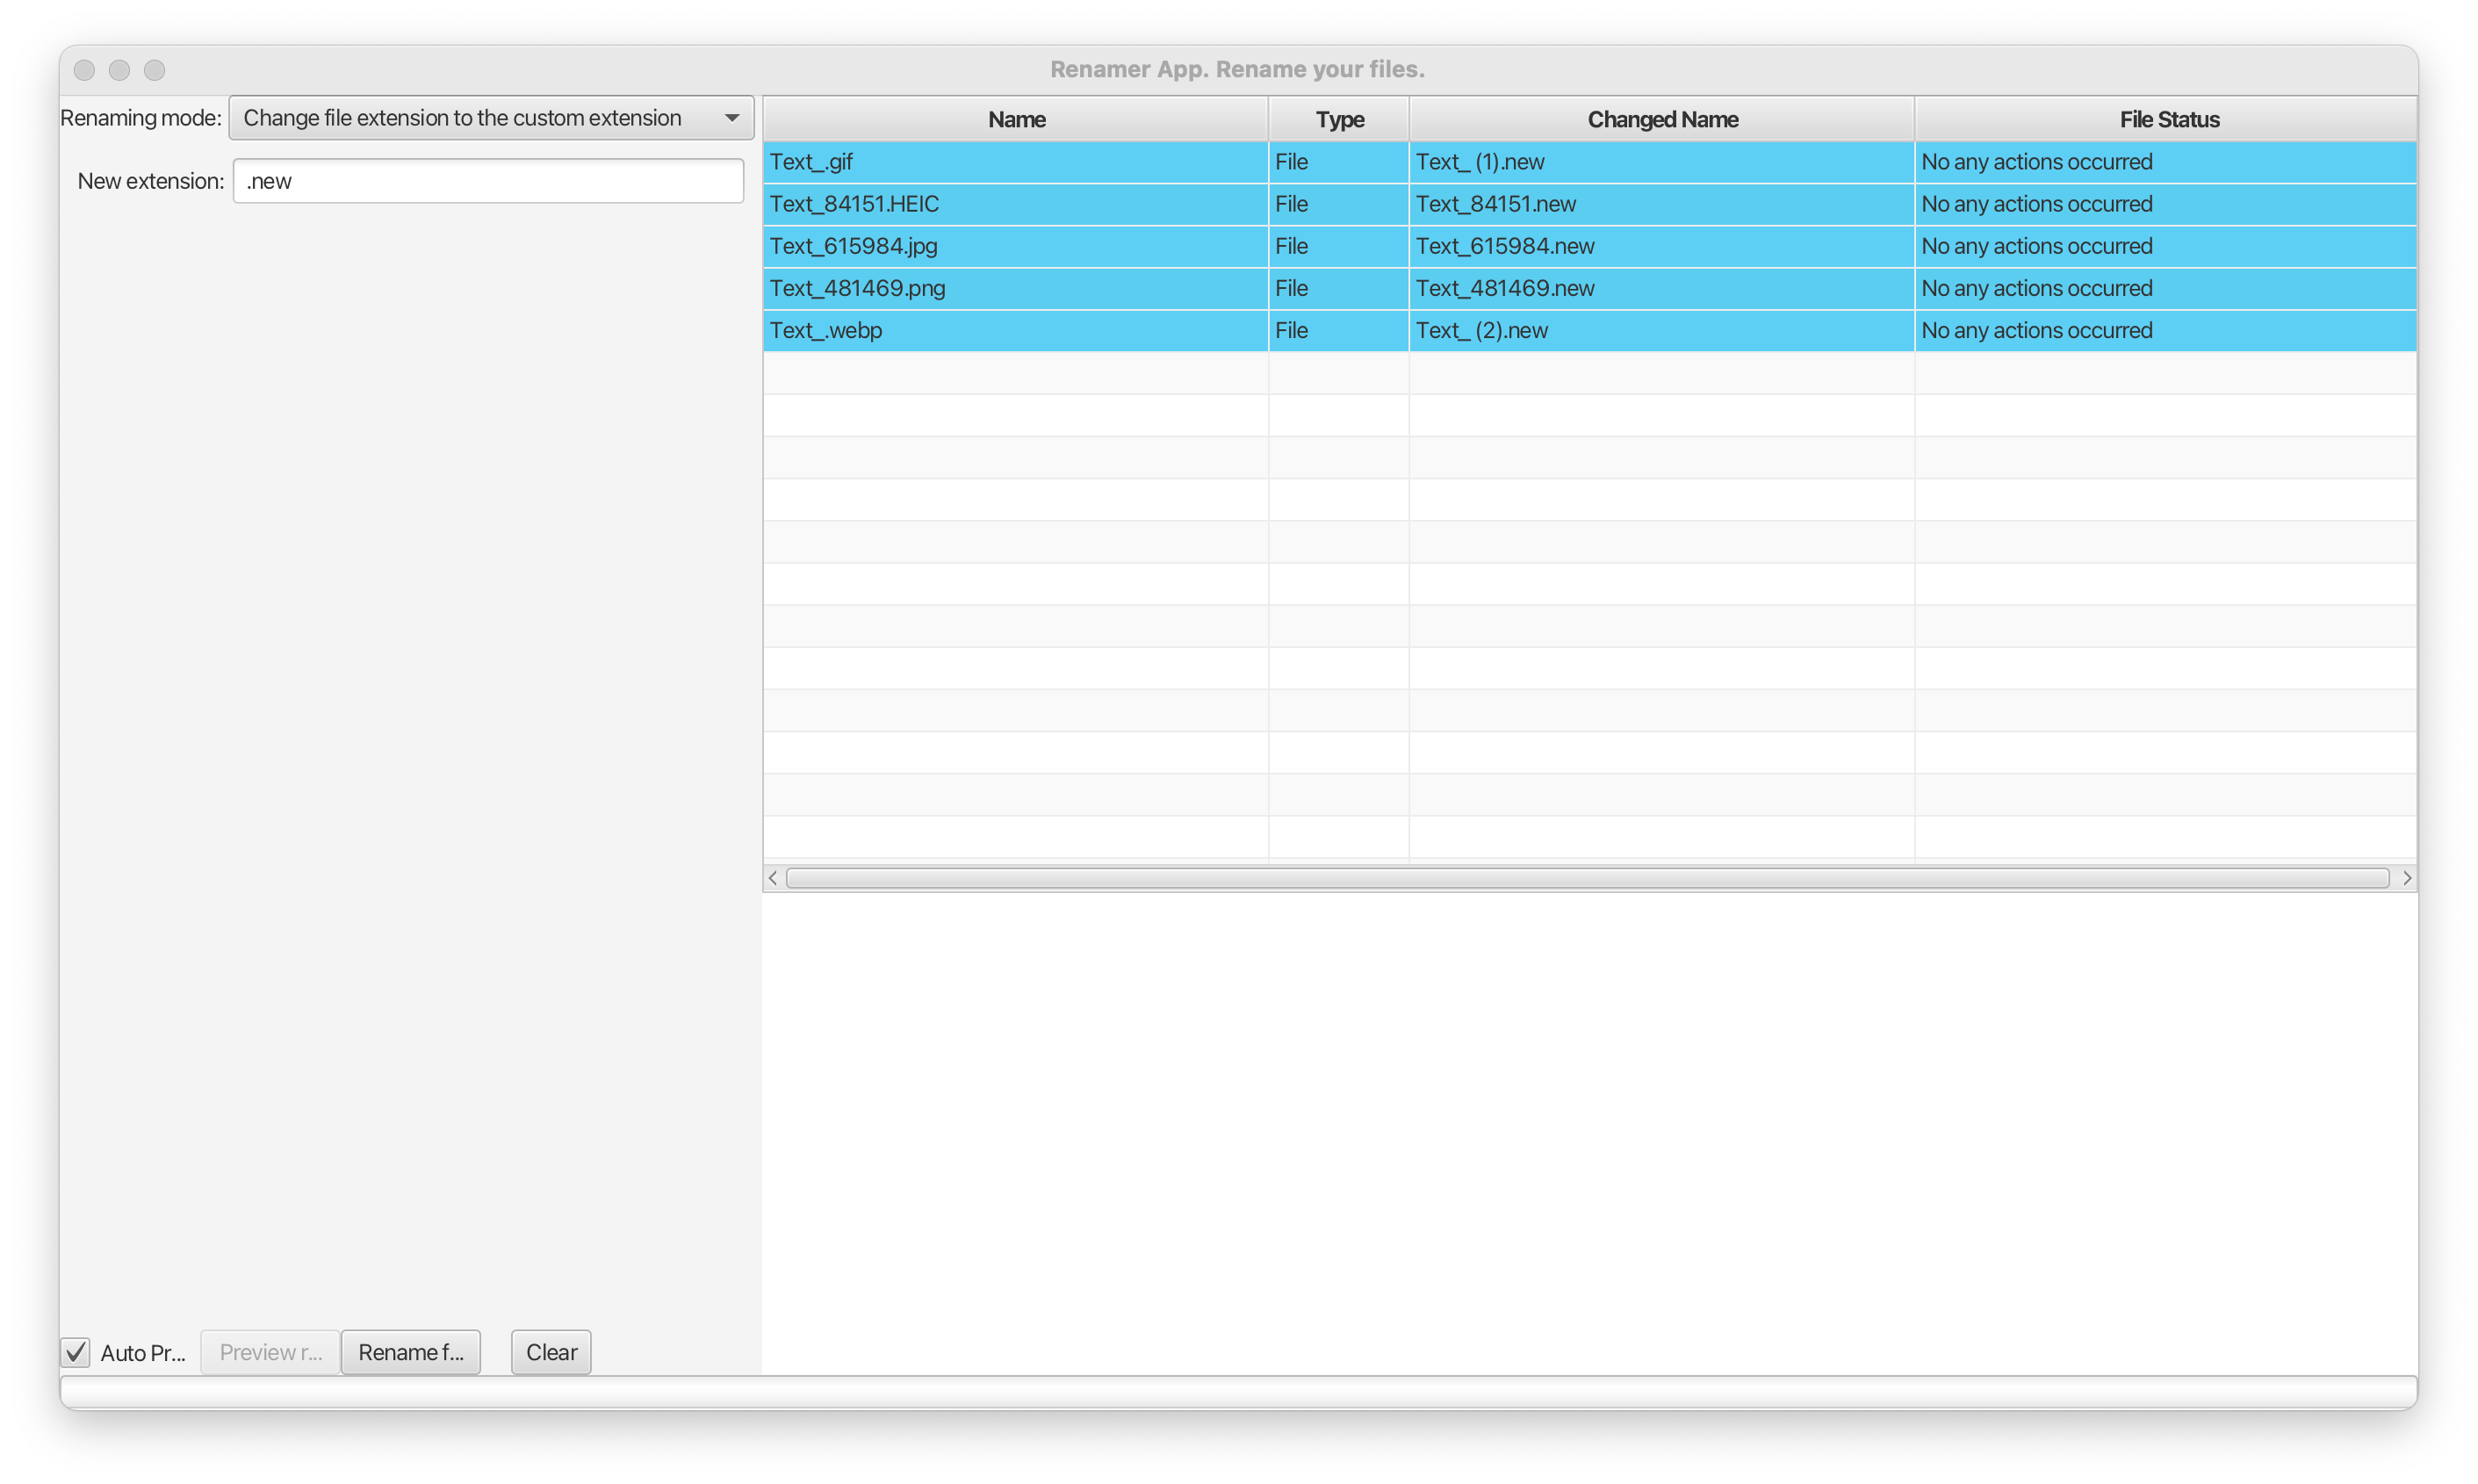 Renamer App. Rename your files.
Renaming mode: Change file extension to the custom extension
New extension: .new
Name Type Changed Name File Status
Text_.gif File Text_ (1).new No any actions occurred
Text_84151.HEIC File Text_84151.new No any actions occurred
Text_615984.jpg File Text_615984.new No any actions occurred
Text_481469.png File Text_481469.new No any actions occurred
Text_.webp File Text_ (2).new No any actions occurred
Auto Pr... Preview r... Rename f... Clear